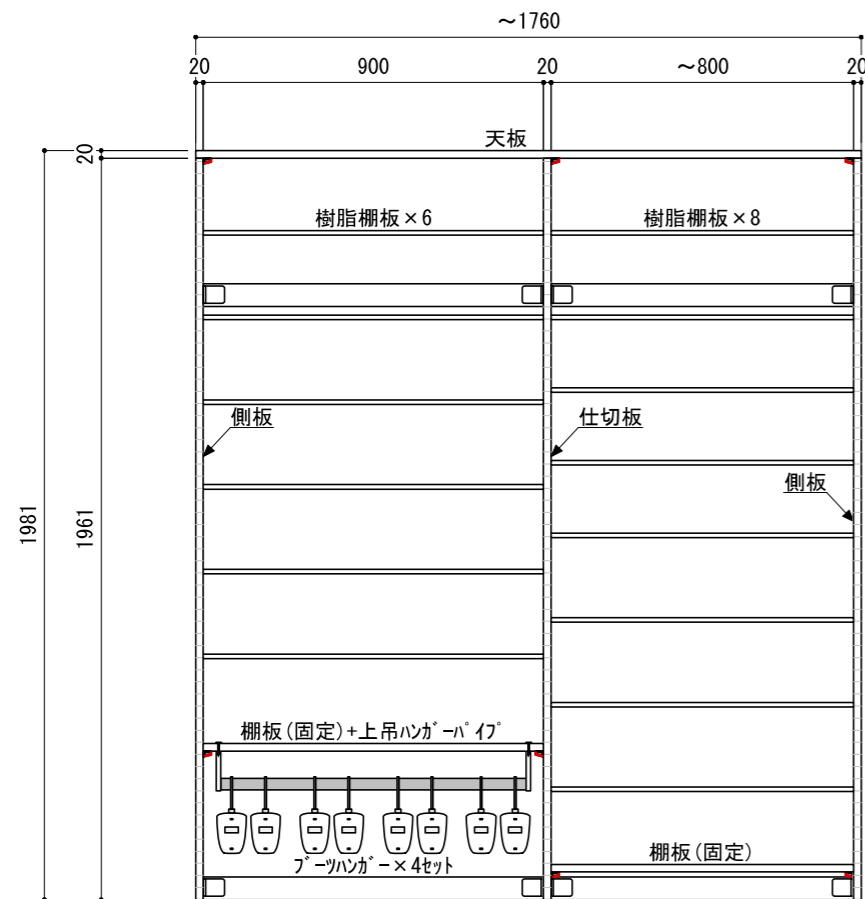 ～1760
20
900
20
～800
20
天板
20
樹脂棚板×6
樹脂棚板×8
側板
仕切板
側板
1981
1961
棚板(固定)+上吊ﾊﾝｶﾞｰﾊﾟｲﾌﾟ
ﾌﾞｰﾂﾊﾝｶﾞｰ×4ｾｯﾄ
棚板(固定)